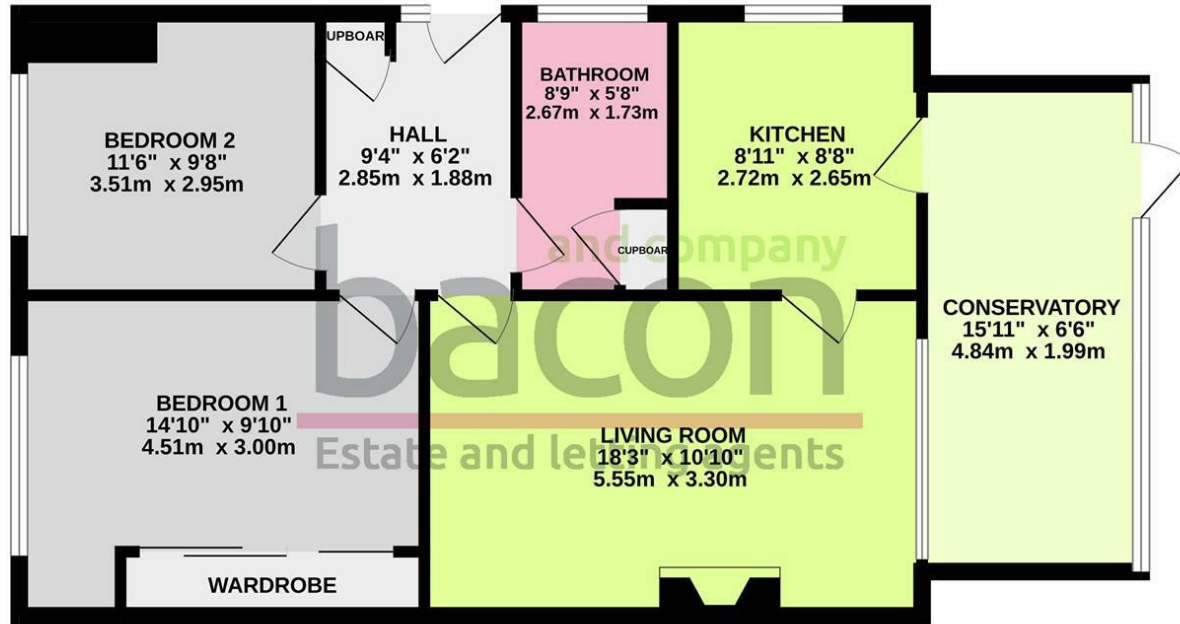 UPBOAR
BEDROOM 2
11'6" x 9'8"
3.51m x 2.95m
HALL
9'4" x 6'2"
2.85m x 1.88m
BATHROOM
8'9" x 5'8"
2.67m x 1.73m
KITCHEN
8'11" x 8'8"
2.72m x 2.65m
CUPBOAR
and company
bacon
Estate and letting agents
CONSERVATORY
15'11" x 6'6"
4.84m x 1.99m
BEDROOM 1
14'10" x 9'10"
4.51m x 3.00m
LIVING ROOM
18'3" x 10'10"
5.55m x 3.30m
WARDROBE